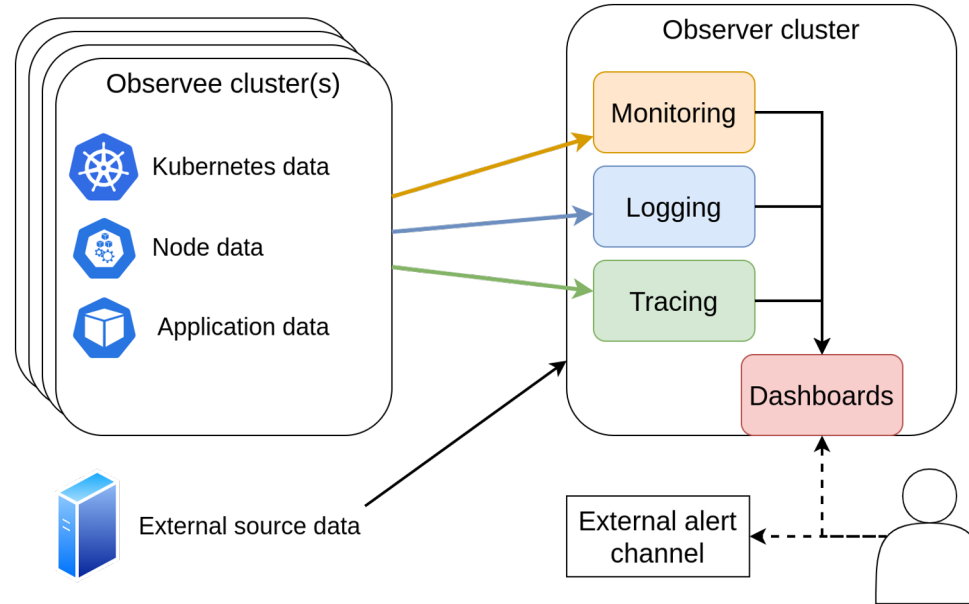 Observee cluster(s)
Kubernetes data
Node data
Application data
External source data
Observer cluster
Monitoring
Logging
Tracing
Dashboards
External alert
channel